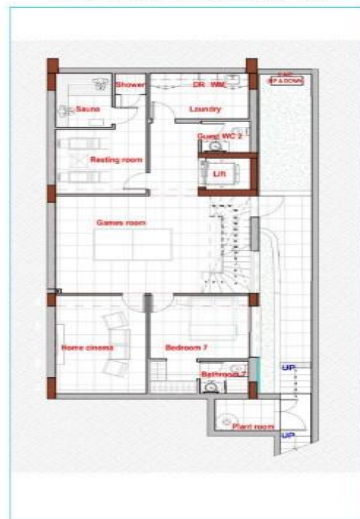 Shower
DR. WM.
Sauna
Laundry
Guest WC 2
Resting room
Lift
Games room
Home cinema
Bedroom 7
Bathroom 7
UP
Plant room
UP